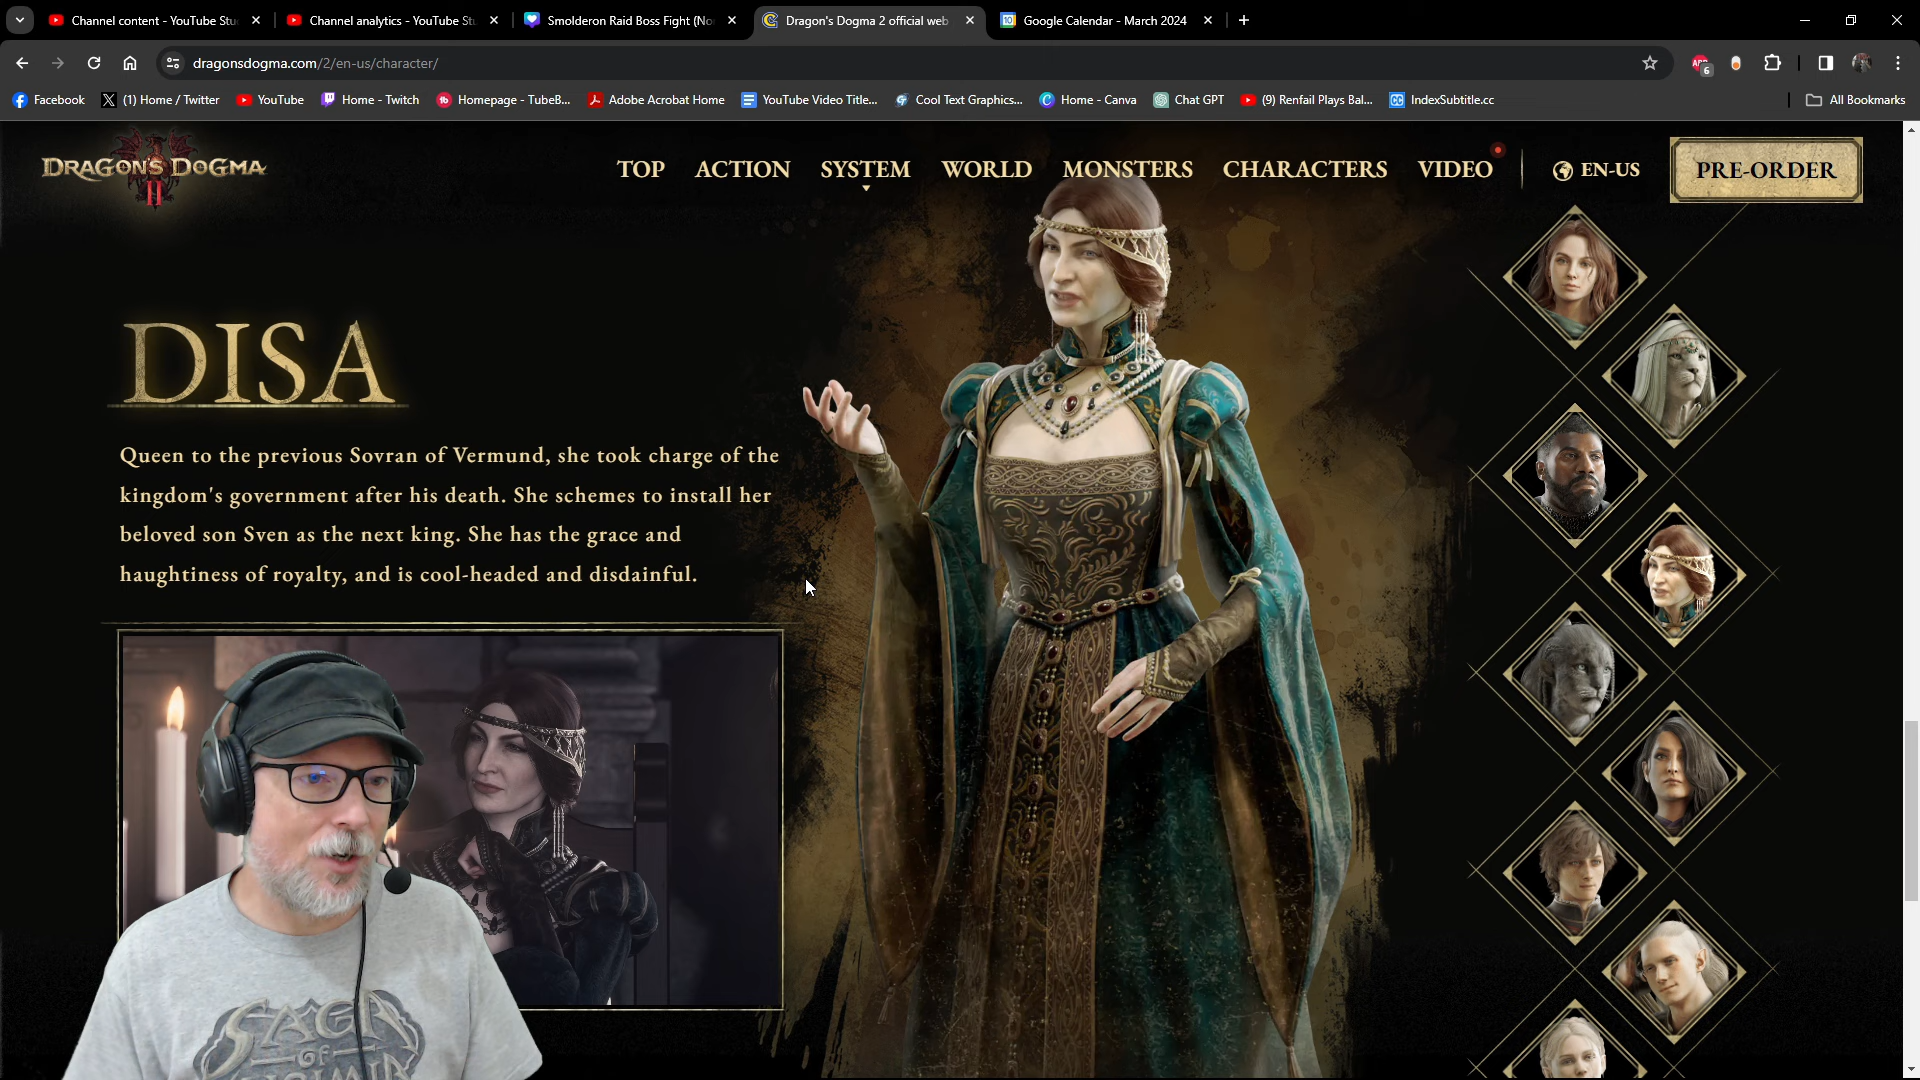 Channel content - YouTube Stu
Channel analytics - YouTube St
Smolderon Raid Boss Fight (No
Dragon's Dogma 2 official web
Google Calendar - March 2024
dragonsdogma.com/2/en-us/character/
6
Facebook
(1) Home / Twitter
YouTube
Home - Twitch
Homepage - TubeB...
Adobe Acrobat Home
YouTube Video Title...
Cool Text Graphics...
Home - Canva
Chat GPT
(9) Renfail Plays Bal...
IndexSubtitle.cc
All Bookmarks
DRAGON'S DOGMA
II
TOP
ACTION
SYSTEM
WORLD
MONSTERS
CHARACTERS
VIDEO
EN-US
PRE-ORDER
DISA
Queen to the previous Sovran of Vermund, she took charge of the
kingdom's government after his death. She schemes to install her
beloved son Sven as the next king. She has the grace and
haughtiness of royalty, and is cool-headed and disdainful.
SAGA
OF